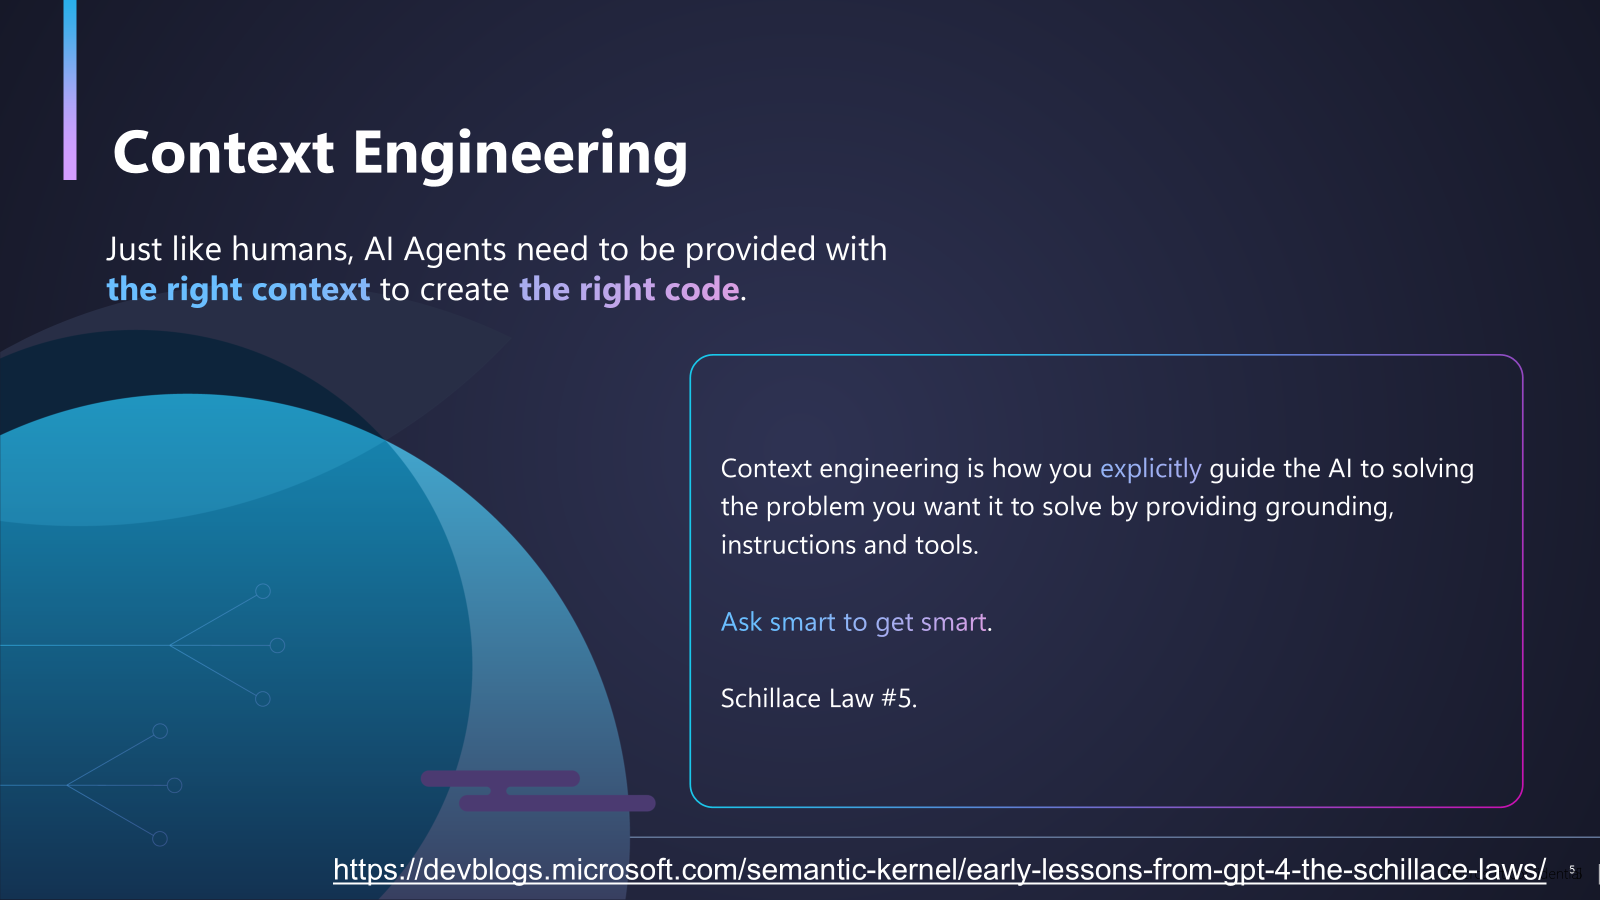 Context Engineering
Just like humans, AI Agents need to be provided with
the right context to create the right code.
Context engineering is how you explicitly guide the AI to solving
the problem you want it to solve by providing grounding,
instructions and tools.
Ask smart to get smart.
Schillace Law #5.
https://devblogs.microsoft.com/semantic-kernel/early-lessons-from-gpt-4-the-schillace-laws/
5